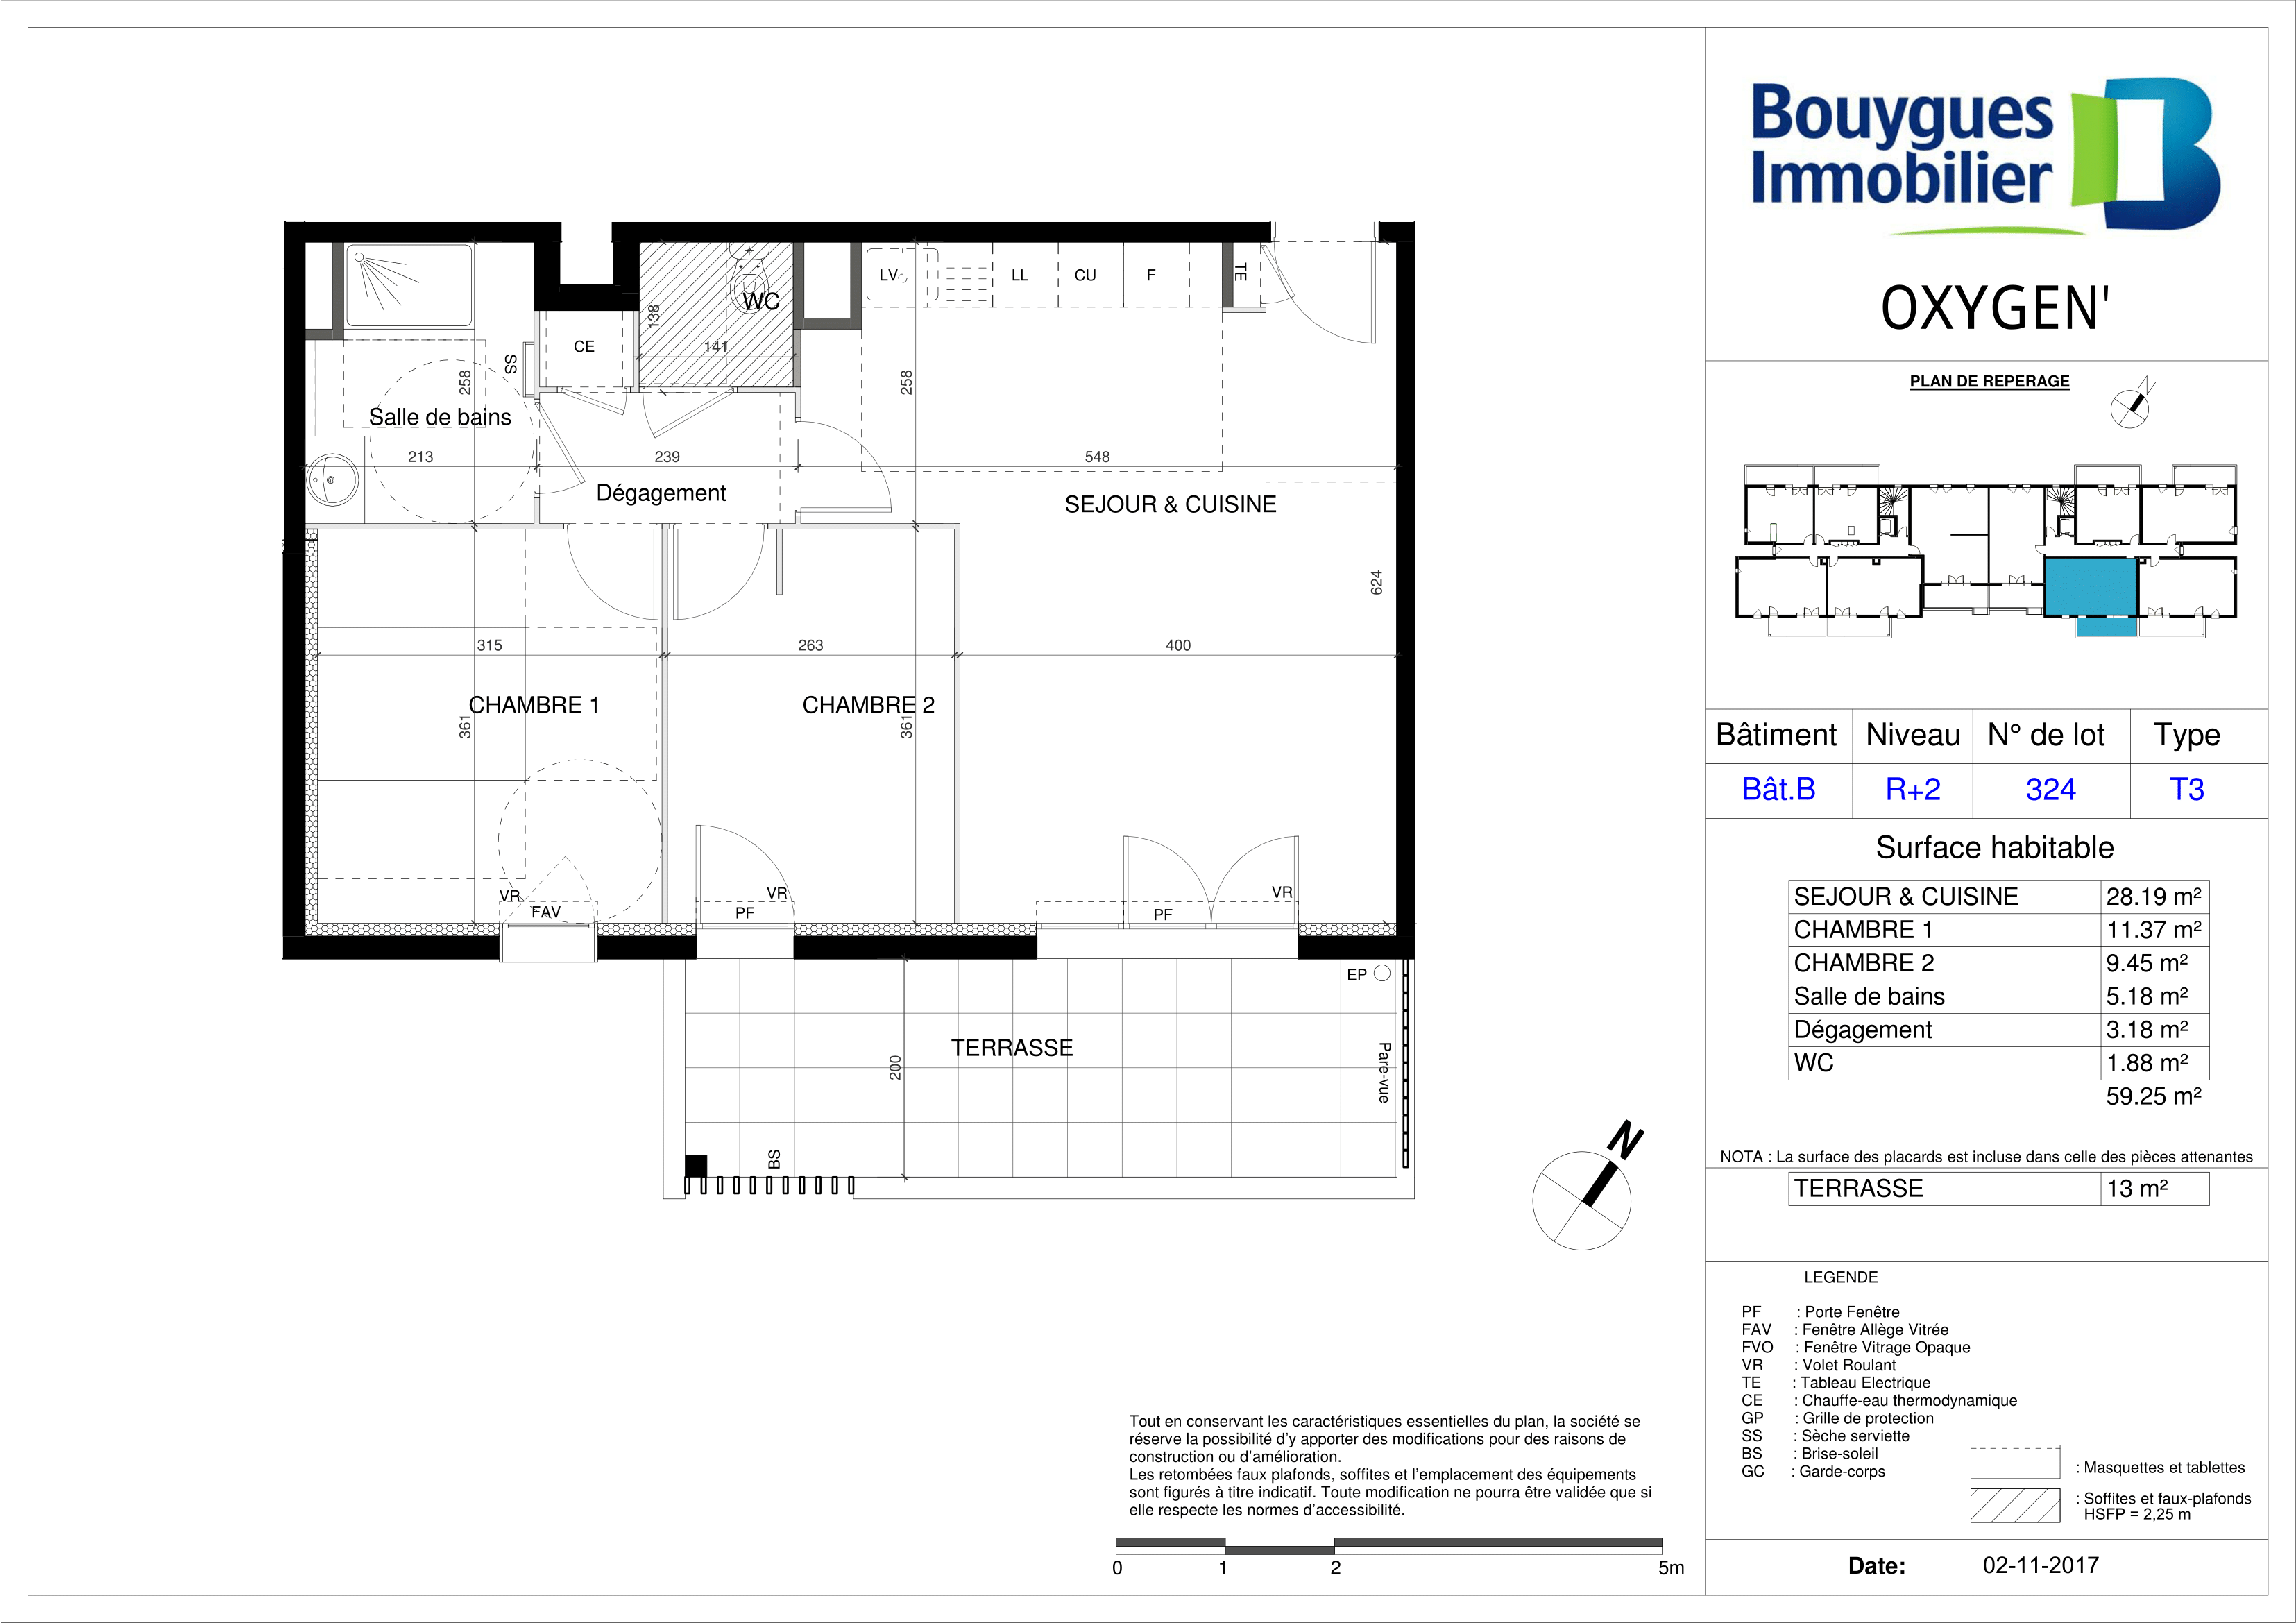 Bouygues
Immobilier
OXYGEN'
PLAN DE REPERAGE
N
Bâtiment Niveau N° de lot Type
Bât.B R+2 324 T3
Surface habitable
SEJOUR & CUISINE 28.19 m²
CHAMBRE 1 11.37 m²
CHAMBRE 2 9.45 m²
Salle de bains 5.18 m²
Dégagement 3.18 m²
WC 1.88 m²
59.25 m²
NOTA : La surface des placards est incluse dans celle des pièces attenantes
TERRASSE 13 m²
LEGENDE
PF : Porte Fenêtre
FAV : Fenêtre Allège Vitrée
FVO : Fenêtre Vitrage Opaque
VR : Volet Roulant
TE : Tableau Electrique
CE : Chauffe-eau thermodynamique
GP : Grille de protection
SS : Sèche serviette
BS : Brise-soleil
GC : Garde-corps
: Masquettes et tablettes
: Soffites et faux-plafonds
HSFP = 2,25 m
Date: 02-11-2017
LV LL CU F TE
WC
138
141
CE
SS
258
258
Salle de bains
213 239 548
Dégagement
SEJOUR & CUISINE
624
315 263 400
CHAMBRE 1 CHAMBRE 2
361 361
VR VR VR
FAV PF PF
EP
TERRASSE
200
Pare-vue
BS
N
Tout en conservant les caractéristiques essentielles du plan, la société se
réserve la possibilité d'y apporter des modifications pour des raisons de
construction ou d'amélioration.
Les retombées faux plafonds, soffites et l'emplacement des équipements
sont figurés à titre indicatif. Toute modification ne pourra être validée que si
elle respecte les normes d'accessibilité.
0 1 2 5m